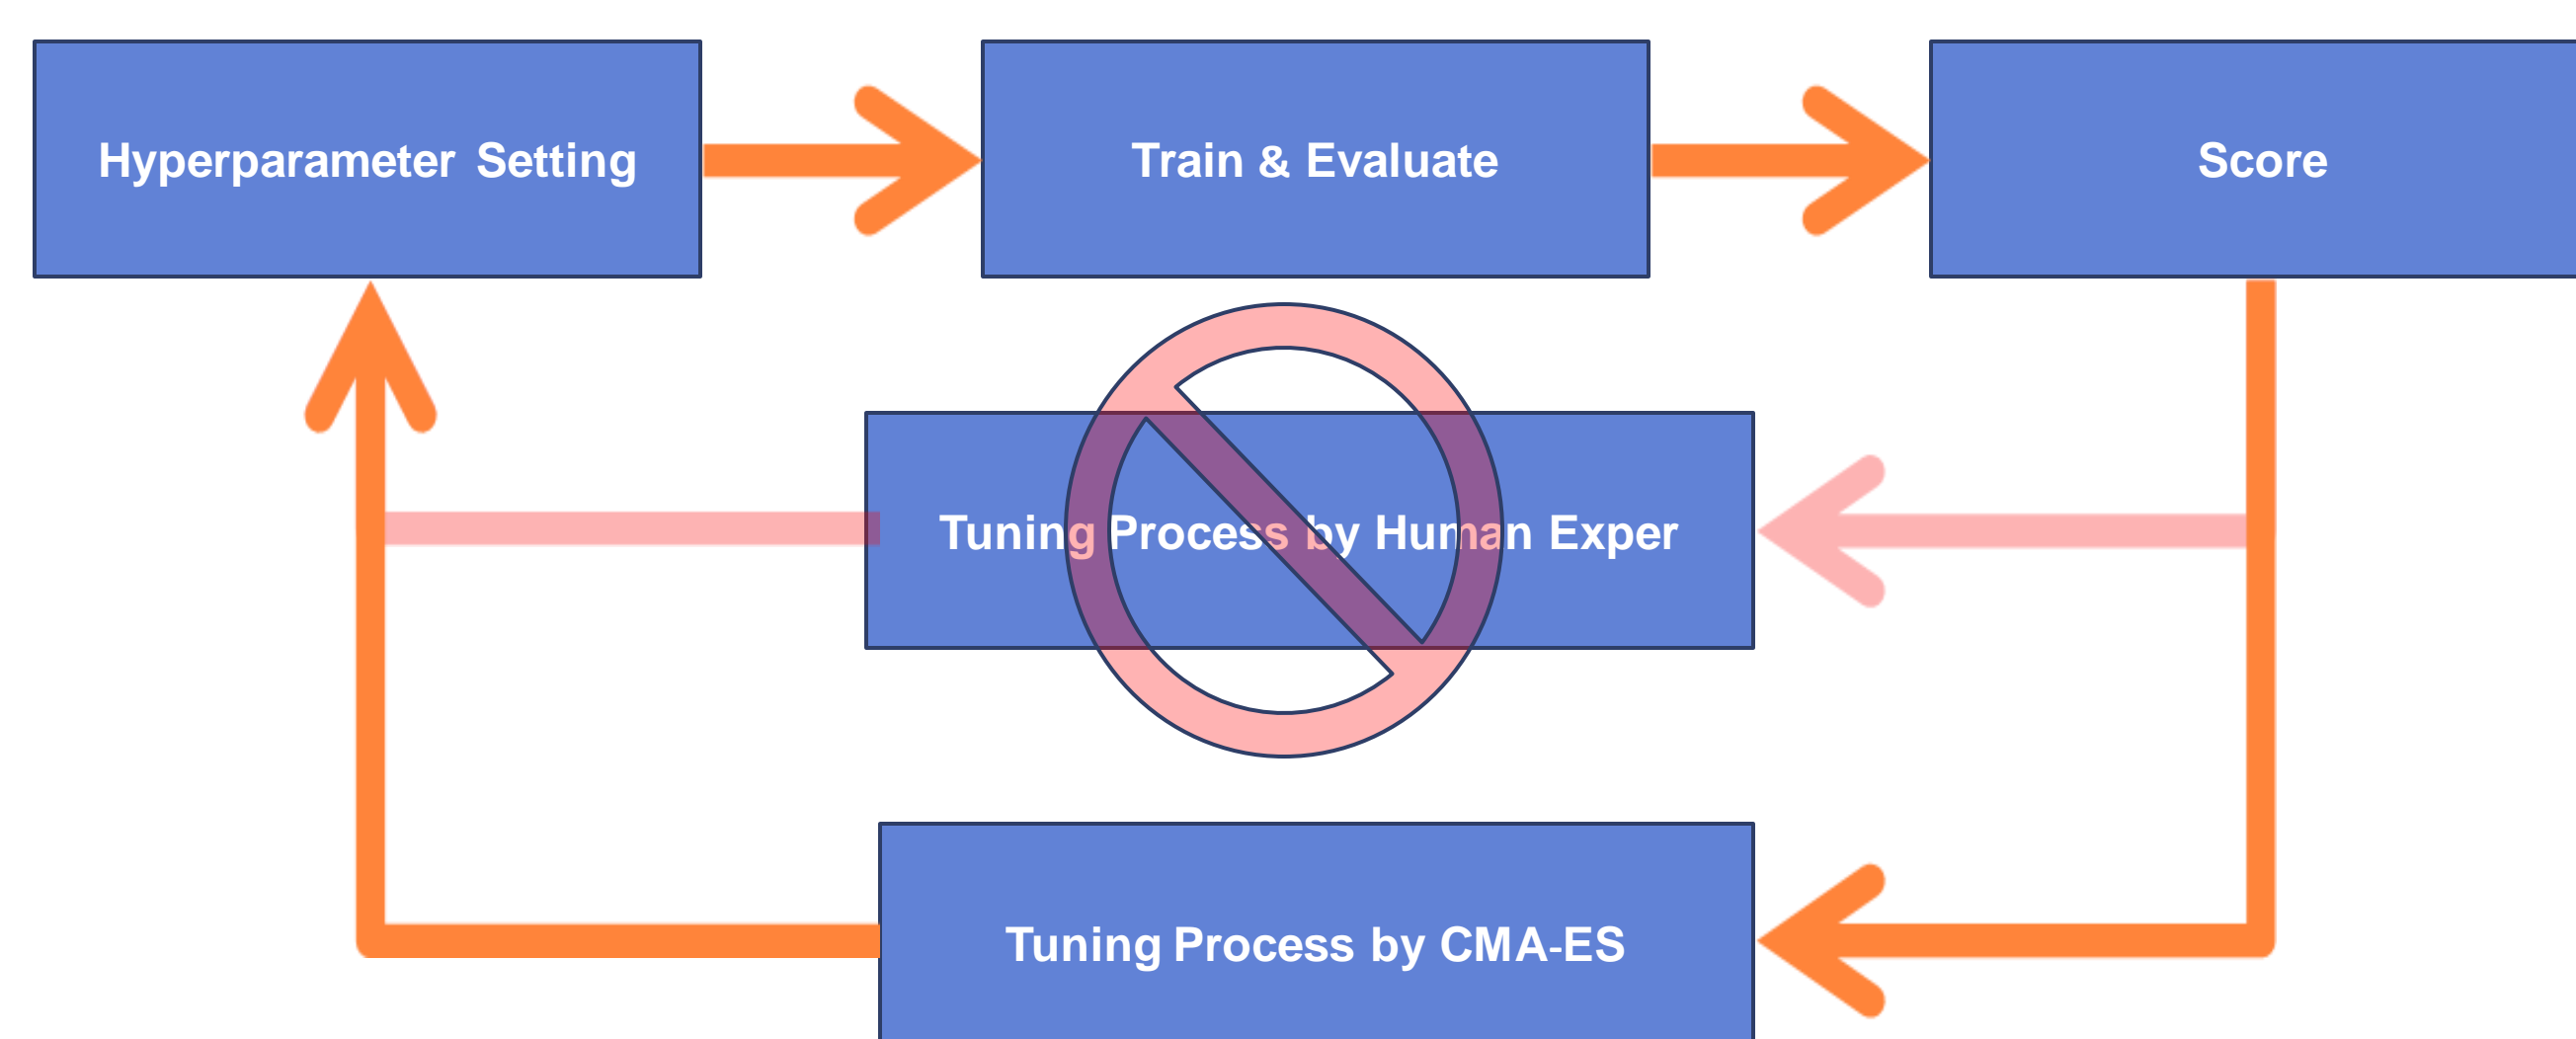 Hyperparameter Setting
Train & Evaluate
Score
Tuning Process by Human Exper
Tuning Process by CMA-ES